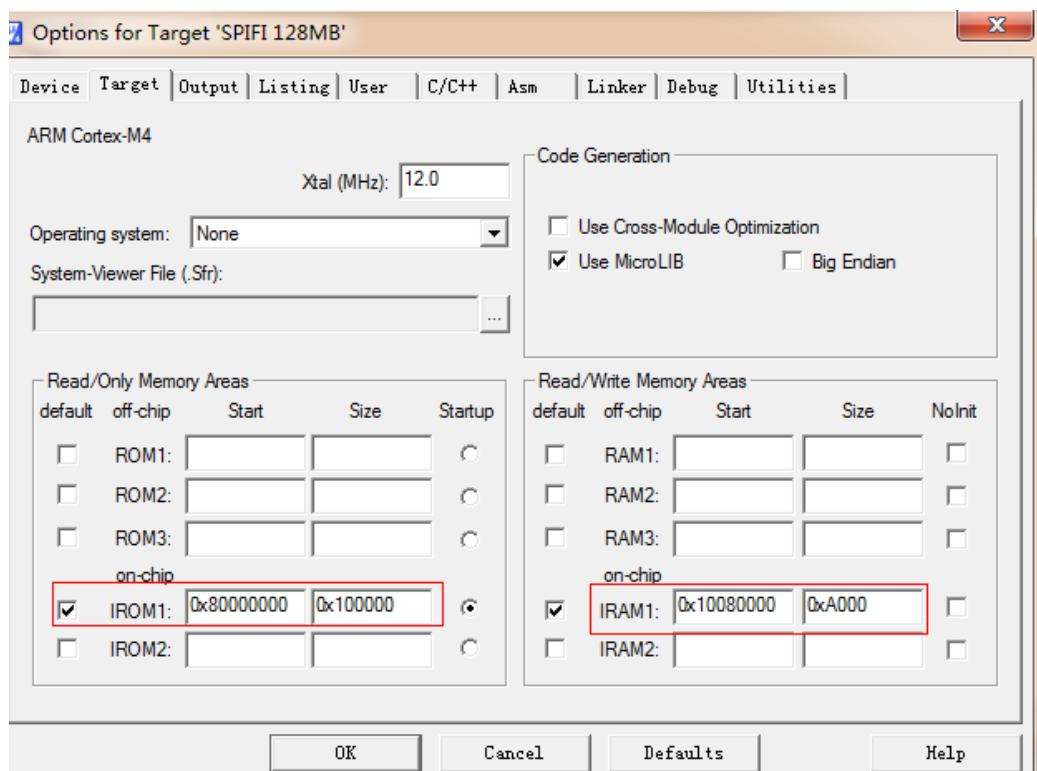 Options for Target 'SPIFI 128MB'
Device Target Output Listing User C/C++ Asm Linker Debug Utilities
ARM Cortex-M4
Xtal (MHz): 12.0
Operating system: None
System-Viewer File (.Sfr):
...
Code Generation
Use Cross-Module Optimization
Use MicroLIB Big Endian
Read/Only Memory Areas
default off-chip Start Size Startup
ROM1:
ROM2:
ROM3:
on-chip
IROM1: 0x80000000 0x100000
IROM2:
Read/Write Memory Areas
default off-chip Start Size NoInit
RAM1:
RAM2:
RAM3:
on-chip
IRAM1: 0x10080000 0xA000
IRAM2:
OK Cancel Defaults Help